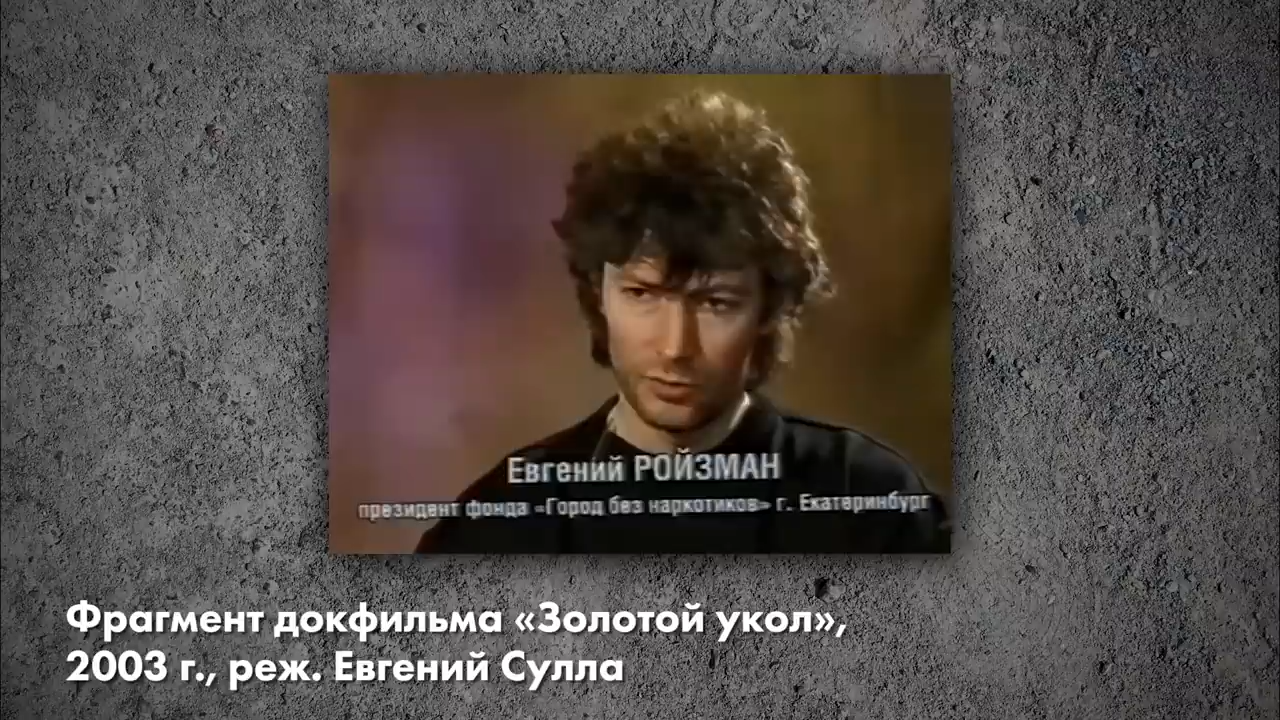 Евгений РОЙЗМАН
президент фонда «Город без наркотиков» г. Екатеринбург
Фрагмент докфильма «Золотой укол»,
2003 г., реж. Евгений Сулла